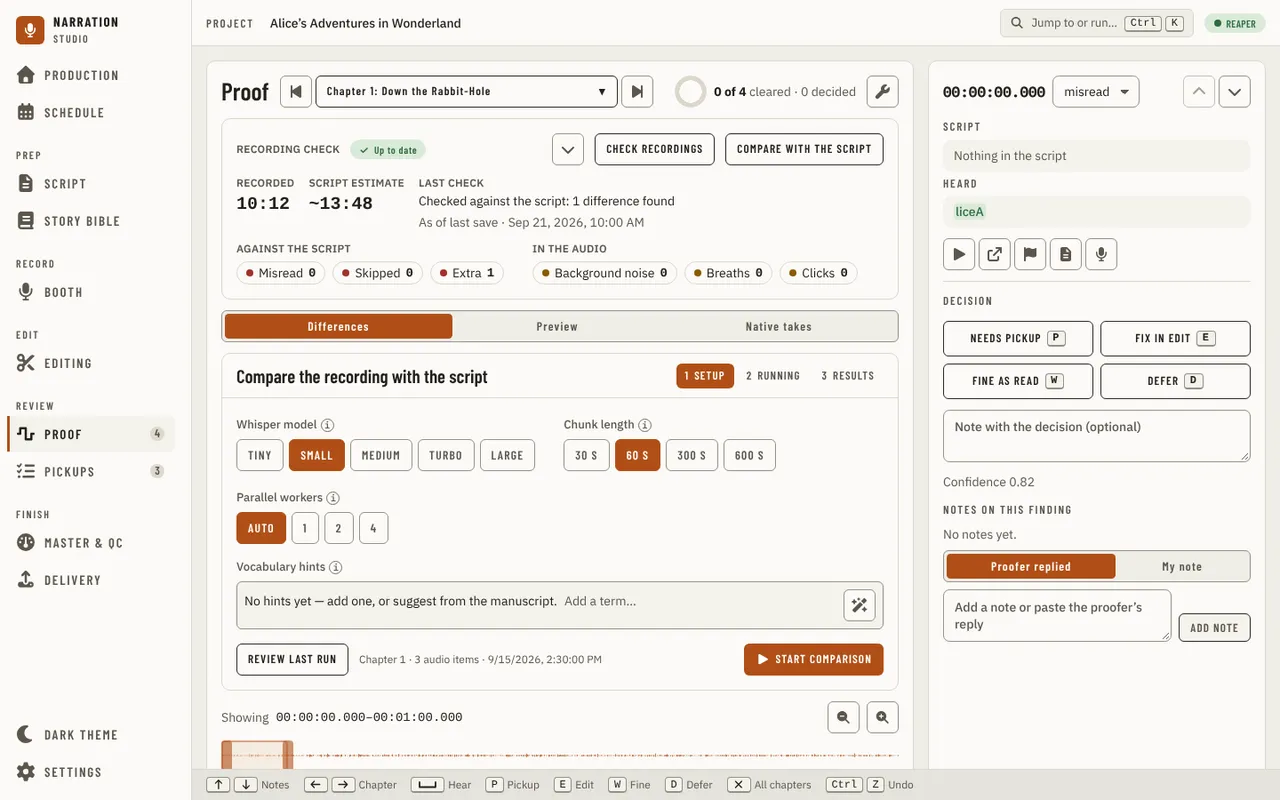 NARRATION
STUDIO
PRODUCTION
SCHEDULE
PREP
SCRIPT
STORY BIBLE
RECORD
BOOTH
EDIT
EDITING
REVIEW
PROOF 4
PICKUPS 3
FINISH
MASTER & QC
DELIVERY
DARK THEME
SETTINGS
PROJECT Alice's Adventures in Wonderland
Jump to or run... Ctrl K
REAPER
Proof
Chapter 1: Down the Rabbit-Hole
0 of 4 cleared · 0 decided
RECORDING CHECK Up to date
CHECK RECORDINGS
COMPARE WITH THE SCRIPT
RECORDED SCRIPT ESTIMATE LAST CHECK
10:12 ~13:48 Checked against the script: 1 difference found
As of last save · Sep 21, 2026, 10:00 AM
AGAINST THE SCRIPT IN THE AUDIO
Misread 0 Skipped 0 Extra 1 Background noise 0 Breaths 0 Clicks 0
Differences Preview Native takes
Compare the recording with the script 1 SETUP 2 RUNNING 3 RESULTS
Whisper model Chunk length
TINY SMALL MEDIUM TURBO LARGE 30 S 60 S 300 S 600 S
Parallel workers
AUTO 1 2 4
Vocabulary hints
No hints yet — add one, or suggest from the manuscript. Add a term...
REVIEW LAST RUN Chapter 1 · 3 audio items · 9/15/2026, 2:30:00 PM START COMPARISON
Showing 00:00:00.000–00:01:00.000
00:00:00.000 misread
SCRIPT
Nothing in the script
HEARD
liceA
DECISION
NEEDS PICKUP P FIX IN EDIT E
FINE AS READ W DEFER D
Note with the decision (optional)
Confidence 0.82
NOTES ON THIS FINDING
No notes yet.
Proofer replied My note
Add a note or paste the proofer's
reply
ADD NOTE
↑ ↓ Notes ← → Chapter Hear P Pickup E Edit W Fine D Defer ✕ All chapters Ctrl Z Undo